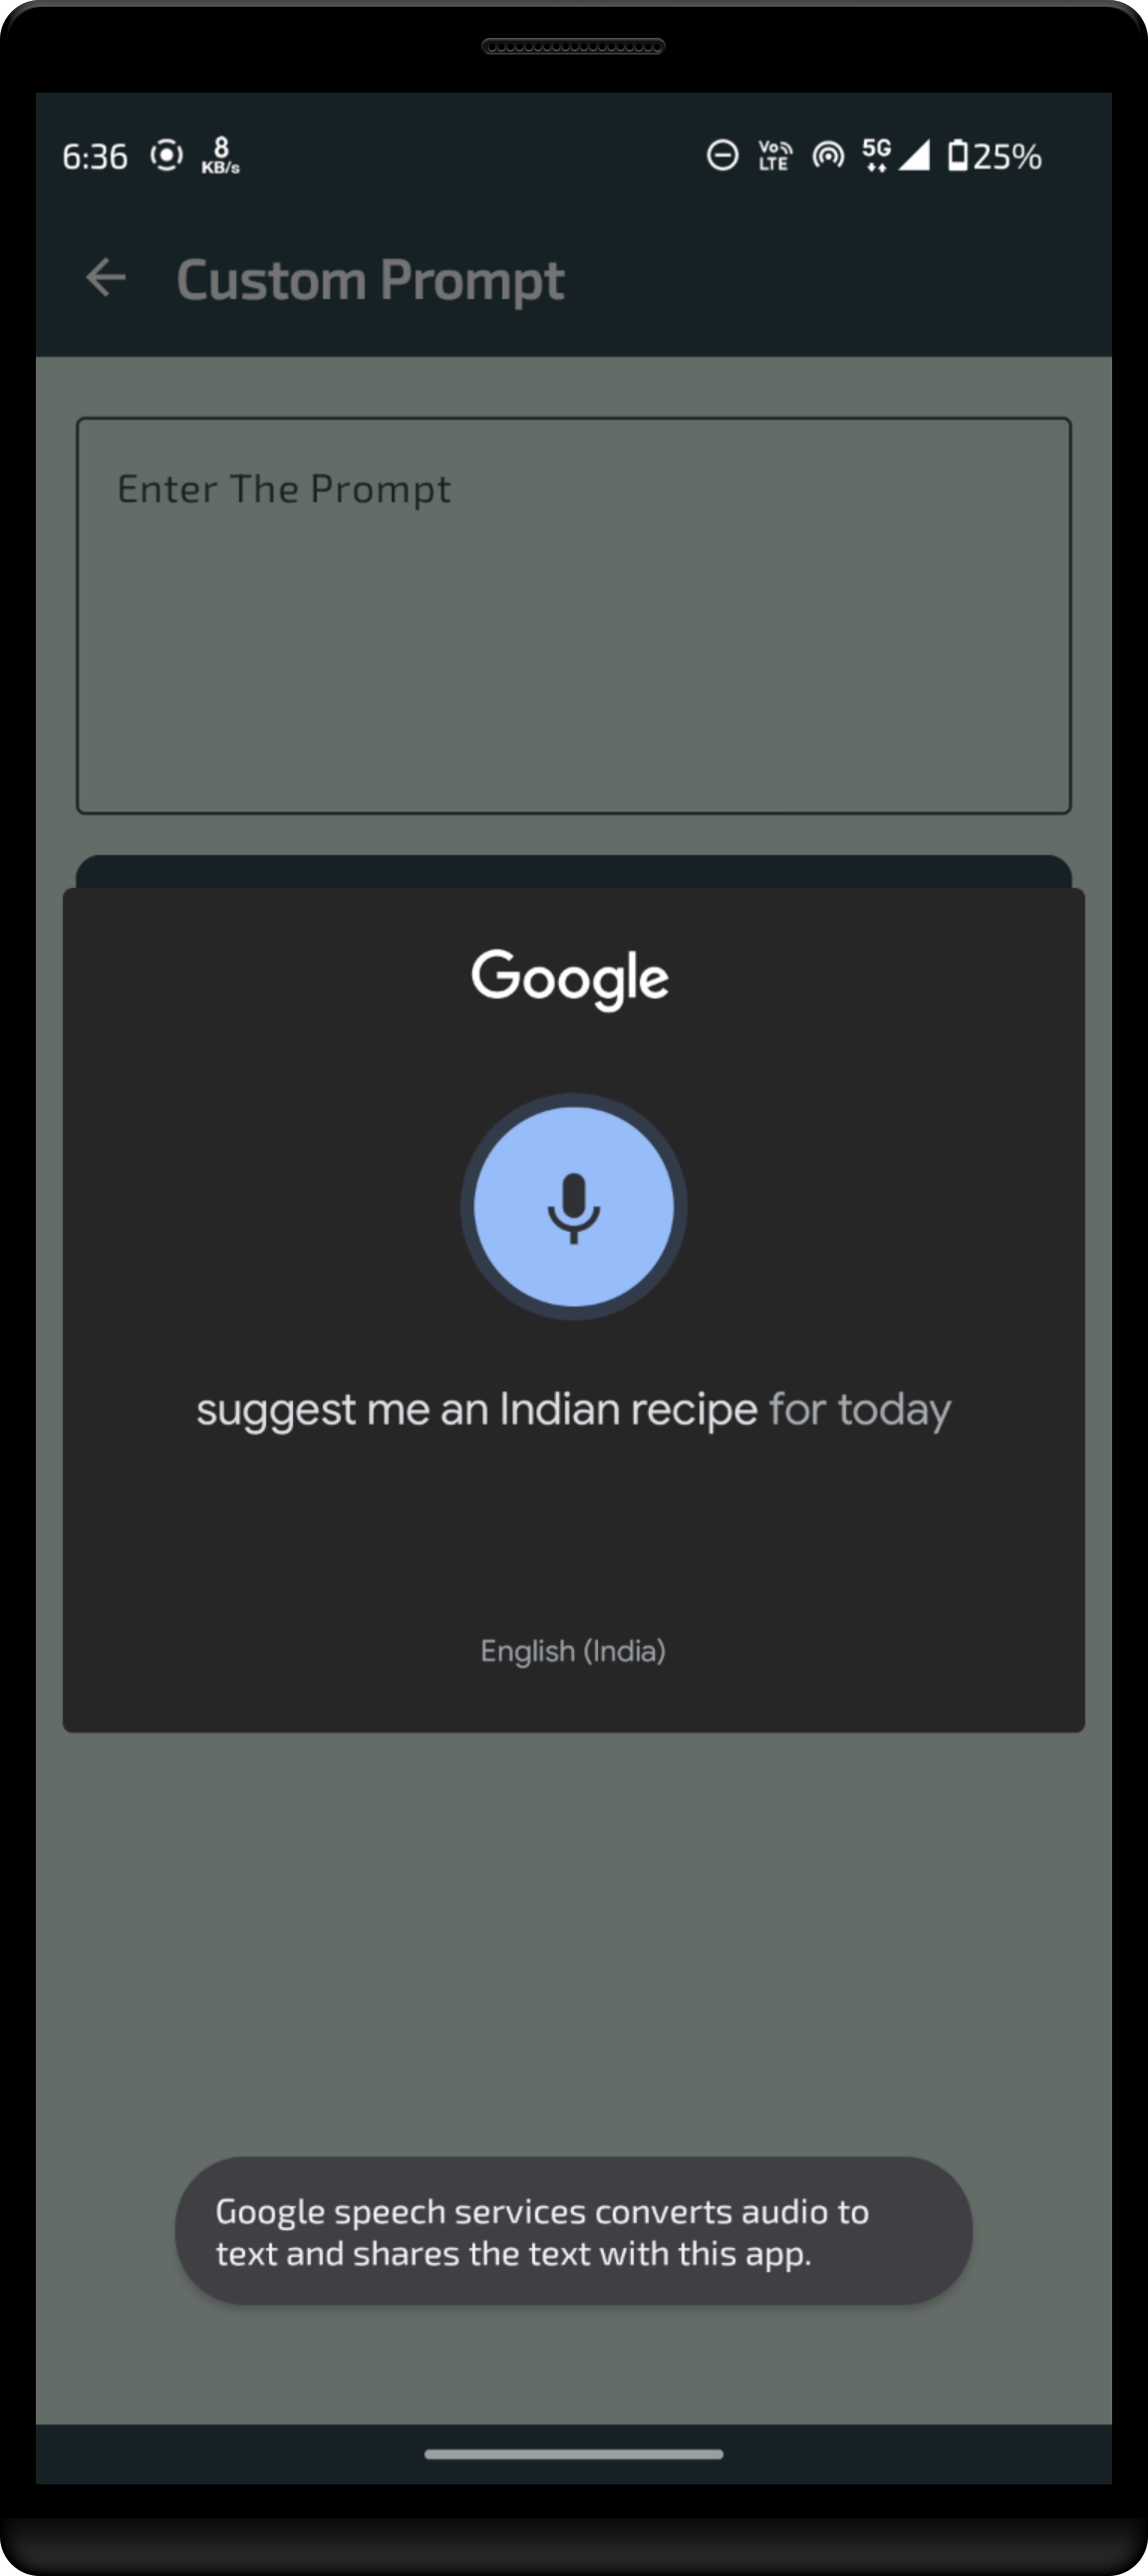 6:36 8 KB/s Vo LTE 5G 25%
Custom Prompt
Enter The Prompt
Google
suggest me an Indian recipe for today
English (India)
Google speech services converts audio to
text and shares the text with this app.